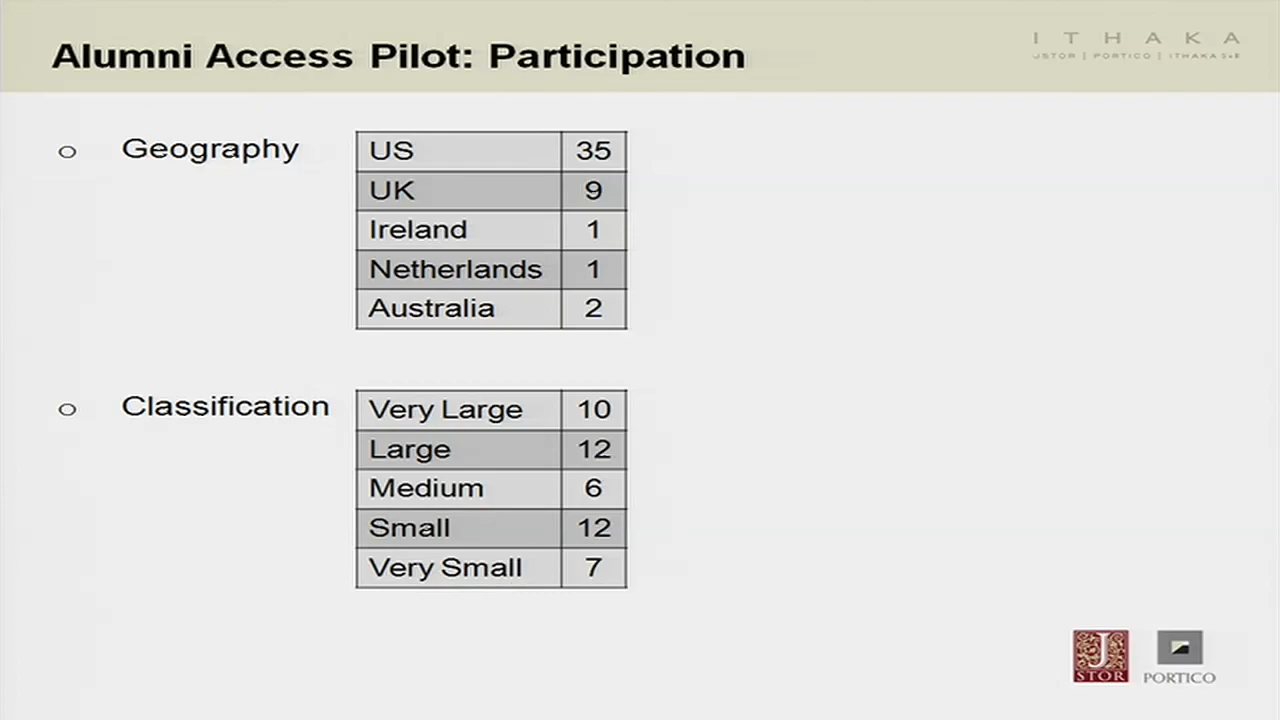 Alumni Access Pilot: Participation
ITHAKA
JSTOR | PORTICO | ITHAKA S+R
Geography
US 35
UK 9
Ireland 1
Netherlands 1
Australia 2
Classification
Very Large 10
Large 12
Medium 6
Small 12
Very Small 7
JSTOR
PORTICO